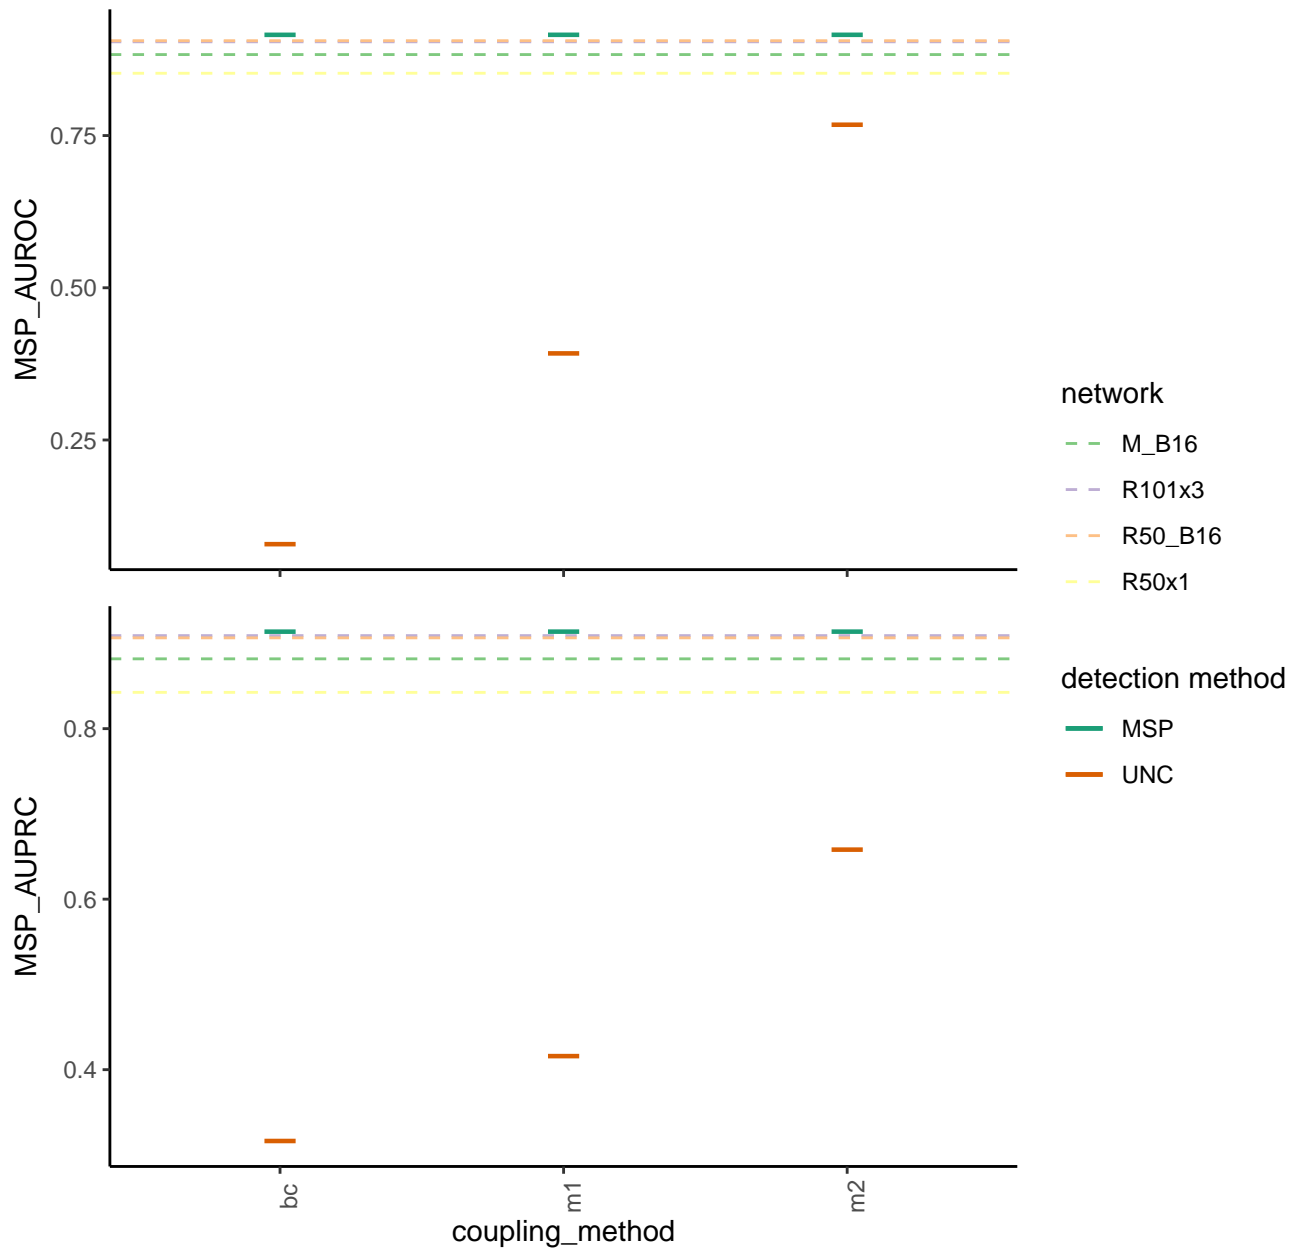 MSP_AUROC
0.75
0.50
0.25
MSP_AUPRC
0.8
0.6
0.4
bc
m1
m2
coupling_method
network
M_B16
R101x3
R50_B16
R50x1
detection method
MSP
UNC